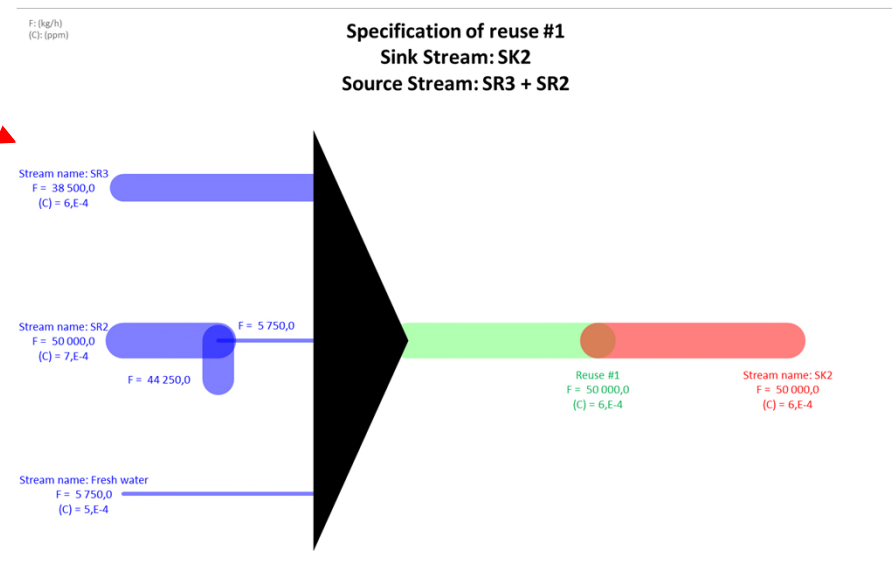 F: (kg/h)
(C): (ppm)
Specification of reuse #1
Sink Stream: SK2
Source Stream: SR3 + SR2
Stream name: SR3
F = 38 500,0
(C) = 6,E-4
Stream name: SR2
F = 50 000,0
(C) = 7,E-4
F = 5 750,0
F = 44 250,0
Reuse #1
F = 50 000,0
(C) = 6,E-4
Stream name: SK2
F = 50 000,0
(C) = 6,E-4
Stream name: Fresh water
F = 5 750,0
(C) = 5,E-4